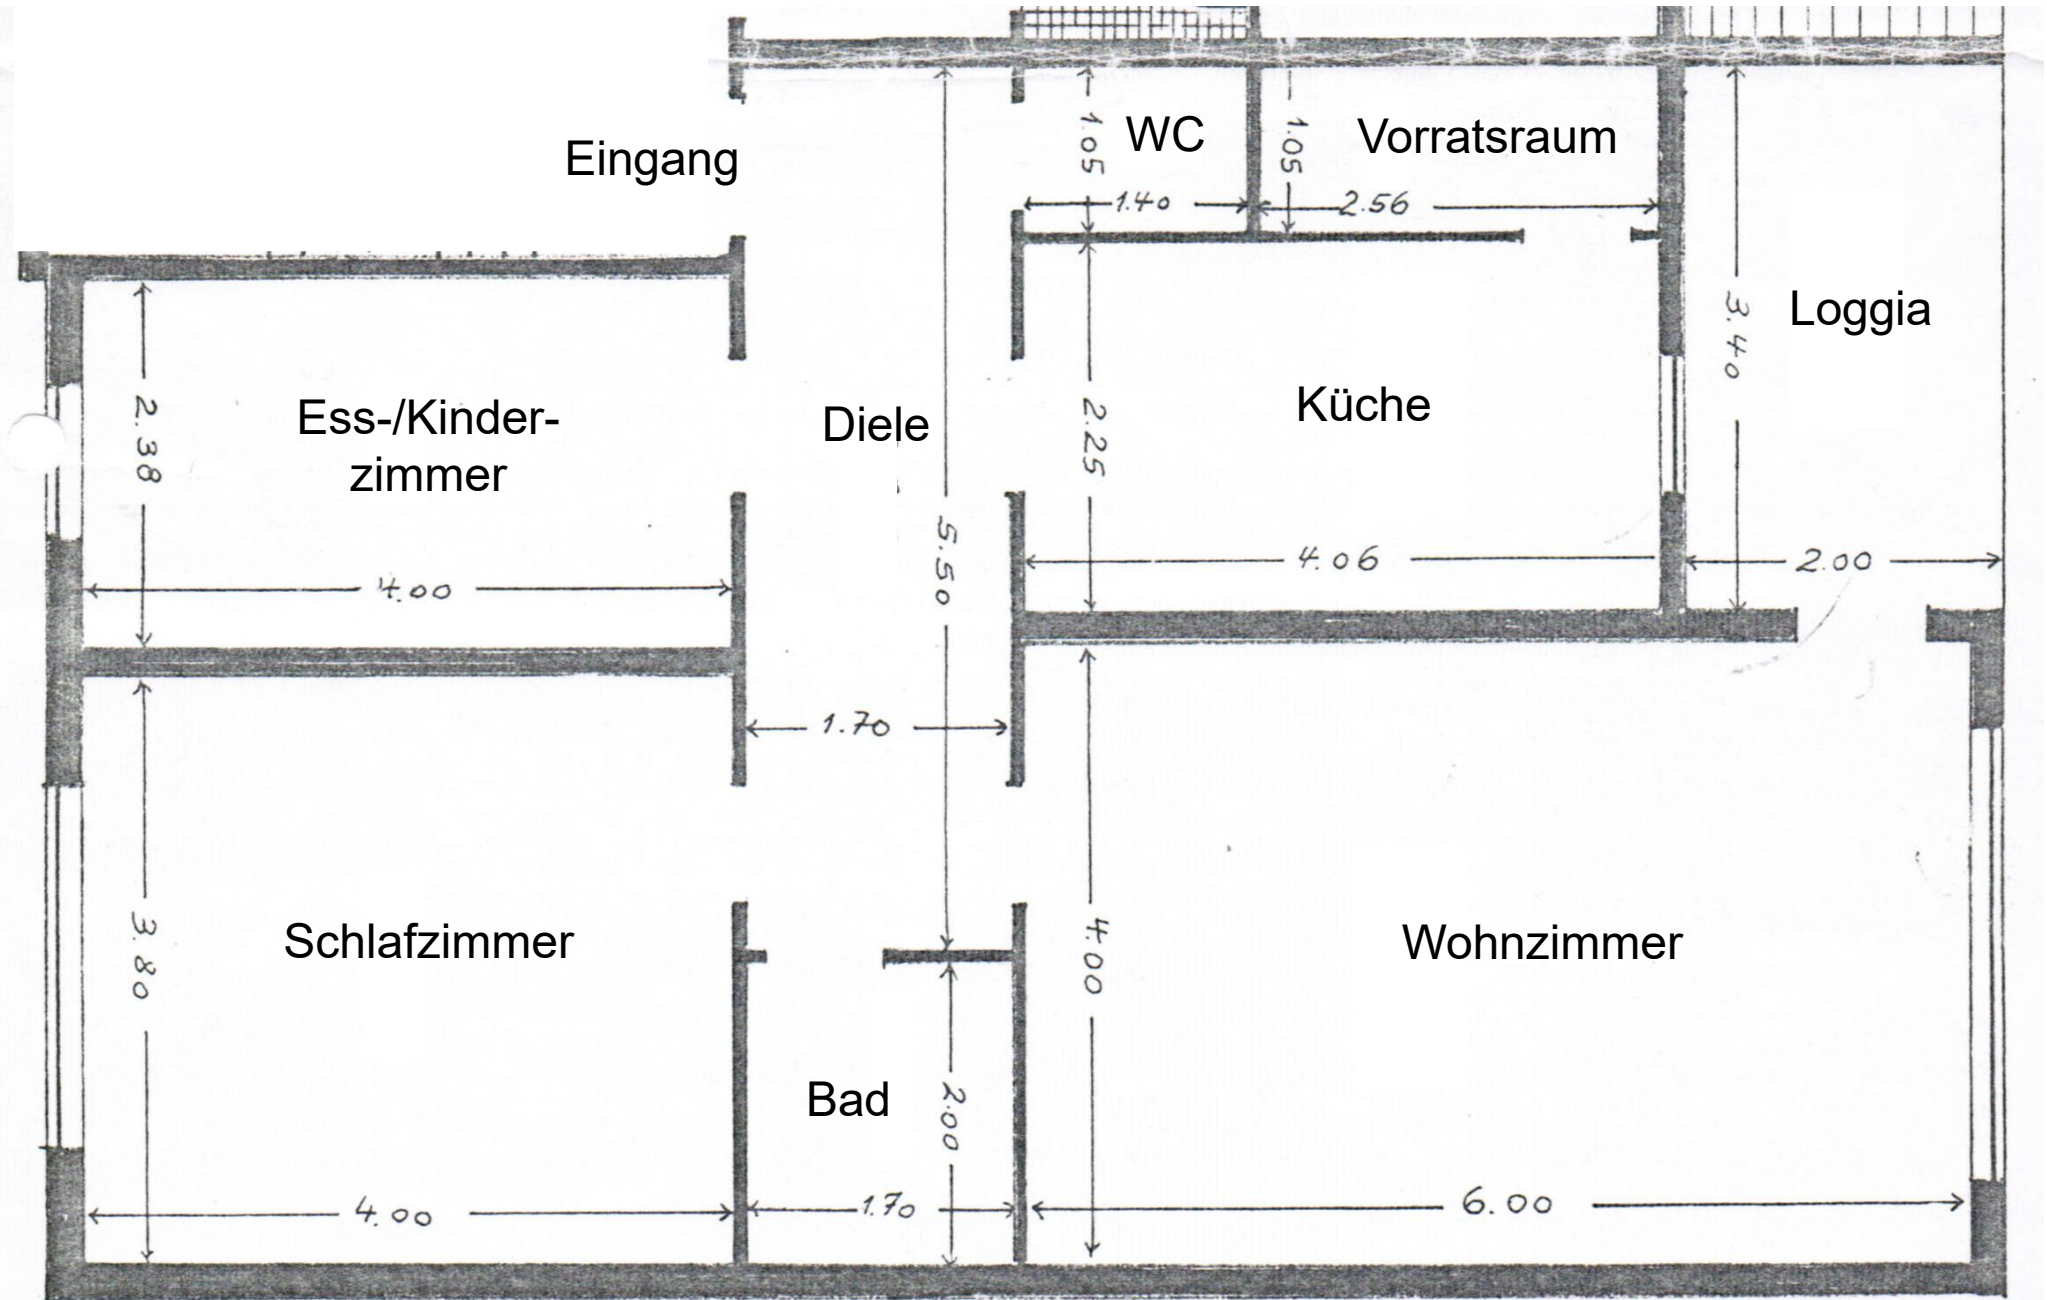 Eingang
1.05
WC
1.05
Vorratsraum
1.40
2.56
3.40
Loggia
2.38
Ess-/Kinder-
zimmer
Diele
2.25
Küche
4.00
5.50
4.06
2.00
1.70
3.80
Schlafzimmer
4.00
Wohnzimmer
Bad
2.00
4.00
1.70
6.00